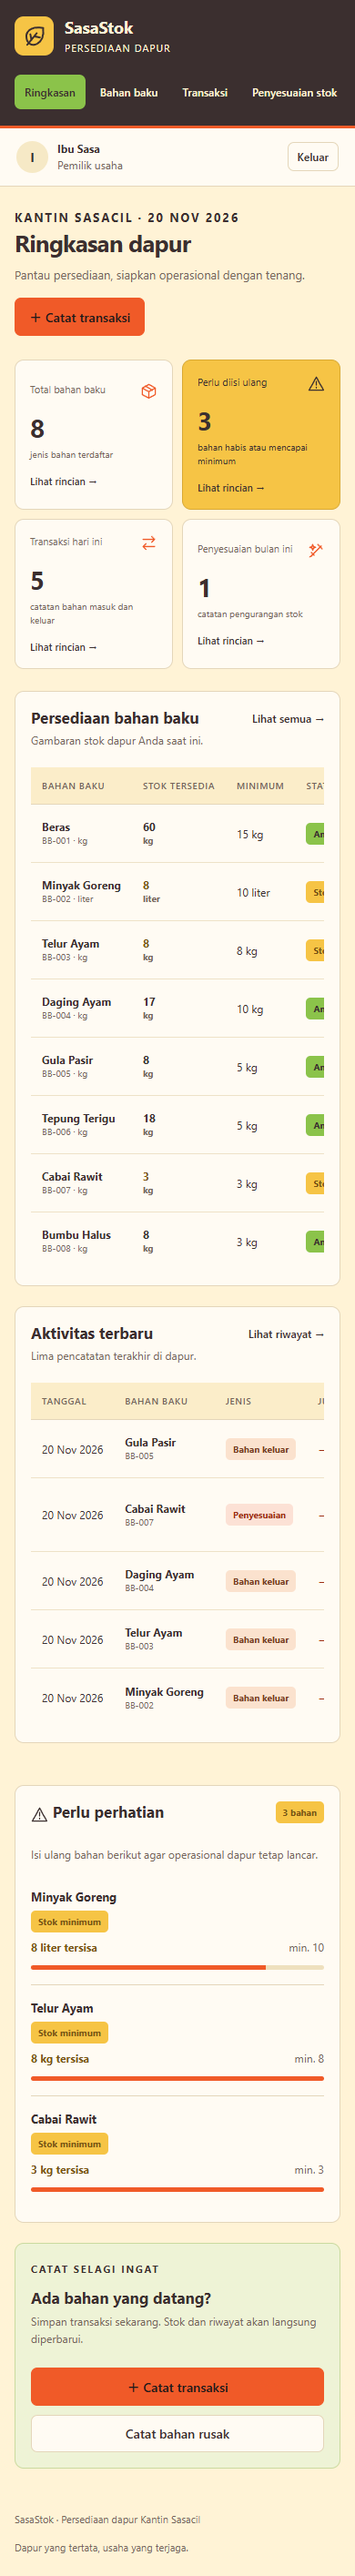 SasaStok
PERSEDIAAN DAPUR
Ringkasan Bahan baku Transaksi Penyesuaian stok
I
Ibu Sasa
Pemilik usaha
Keluar
KANTIN SASACIL · 20 NOV 2026
Ringkasan dapur
Pantau persediaan, siapkan operasional dengan tenang.
+ Catat transaksi
Total bahan baku
8
jenis bahan terdaftar
Lihat rincian →
Perlu diisi ulang
3
bahan habis atau mencapai
minimum
Lihat rincian →
Transaksi hari ini
5
catatan bahan masuk dan
keluar
Lihat rincian →
Penyesuaian bulan ini
1
catatan pengurangan stok
Lihat rincian →
Persediaan bahan baku
Lihat semua →
Gambaran stok dapur Anda saat ini.
BAHAN BAKU STOK TERSEDIA MINIMUM
Beras 60 15 kg
BB-001 · kg kg
Minyak Goreng 8 10 liter
BB-002 · liter liter
Telur Ayam 8 8 kg
BB-003 · kg kg
Daging Ayam 17 10 kg
BB-004 · kg kg
Gula Pasir 8 5 kg
BB-005 · kg kg
Tepung Terigu 18 5 kg
BB-006 · kg kg
Cabai Rawit 3 3 kg
BB-007 · kg kg
Bumbu Halus 8 3 kg
BB-008 · kg kg
Aktivitas terbaru
Lihat riwayat →
Lima pencatatan terakhir di dapur.
TANGGAL BAHAN BAKU JENIS
20 Nov 2026 Gula Pasir Bahan keluar –
BB-005
20 Nov 2026 Cabai Rawit Penyesuaian –
BB-007
20 Nov 2026 Daging Ayam Bahan keluar –
BB-004
20 Nov 2026 Telur Ayam Bahan keluar –
BB-003
20 Nov 2026 Minyak Goreng Bahan keluar –
BB-002
Perlu perhatian
3 bahan
Isi ulang bahan berikut agar operasional dapur tetap lancar.
Minyak Goreng
Stok minimum
8 liter tersisa min. 10
Telur Ayam
Stok minimum
8 kg tersisa min. 8
Cabai Rawit
Stok minimum
3 kg tersisa min. 3
CATAT SELAGI INGAT
Ada bahan yang datang?
Simpan transaksi sekarang. Stok dan riwayat akan langsung
diperbarui.
+ Catat transaksi
Catat bahan rusak
SasaStok · Persediaan dapur Kantin Sasacil
Dapur yang tertata, usaha yang terjaga.